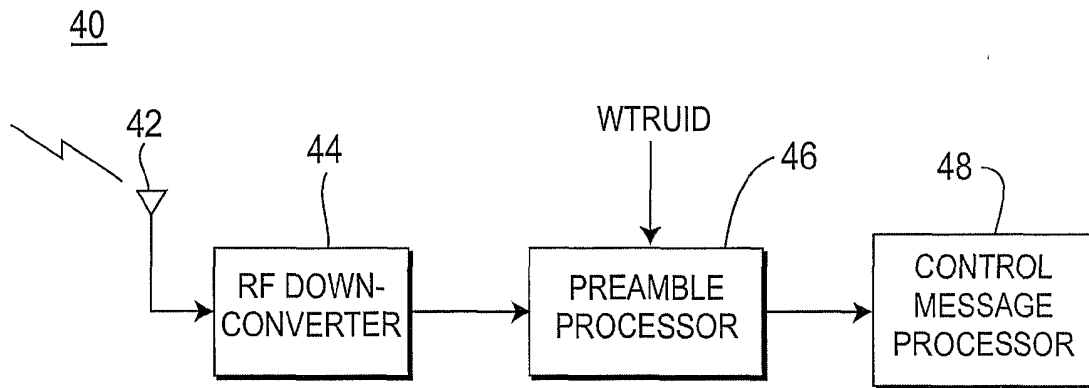 40
42
44
WTRUID
46
48
RF DOWN-
CONVERTER
PREAMBLE
PROCESSOR
CONTROL
MESSAGE
PROCESSOR